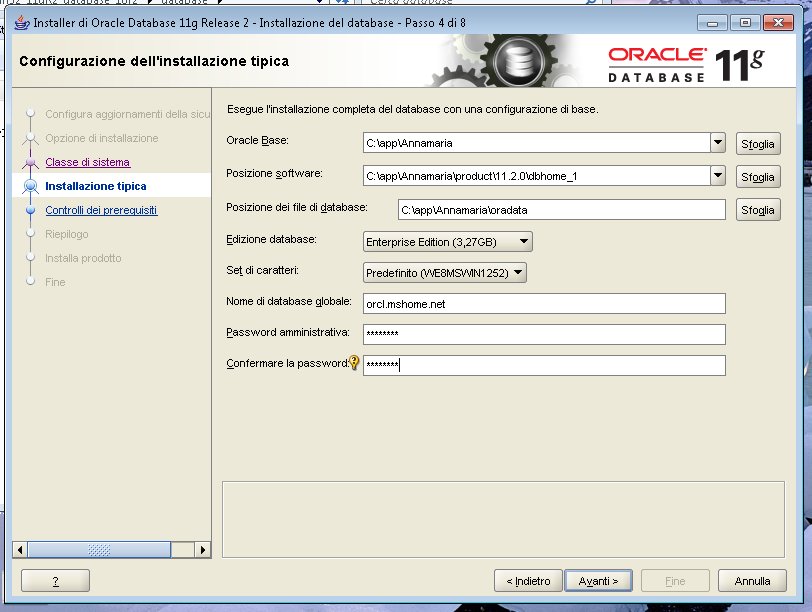 Installer di Oracle Database 11g Release 2 - Installazione del database - Passo 4 di 8
Configurazione dell'installazione tipica
ORACLE 11g
DATABASE
Configura aggiornamenti della sicu
Opzione di installazione
Classe di sistema
Installazione tipica
Controlli dei prerequisiti
Riepilogo
Installa prodotto
Fine
Esegue l'installazione completa del database con una configurazione di base.
Oracle Base: C:\app\Annamaria Sfoglia
Posizione software: C:\app\Annamaria\product\11.2.0\dbhome_1 Sfoglia
Posizione dei file di database: C:\app\Annamaria\oradata Sfoglia
Edizione database: Enterprise Edition (3,27GB)
Set di caratteri: Predefinito (WE8MSWIN1252)
Nome di database globale: orcl.mshome.net
Password amministrativa: ********
Confermare la password: ********
? < Indietro Avanti > Fine Annulla